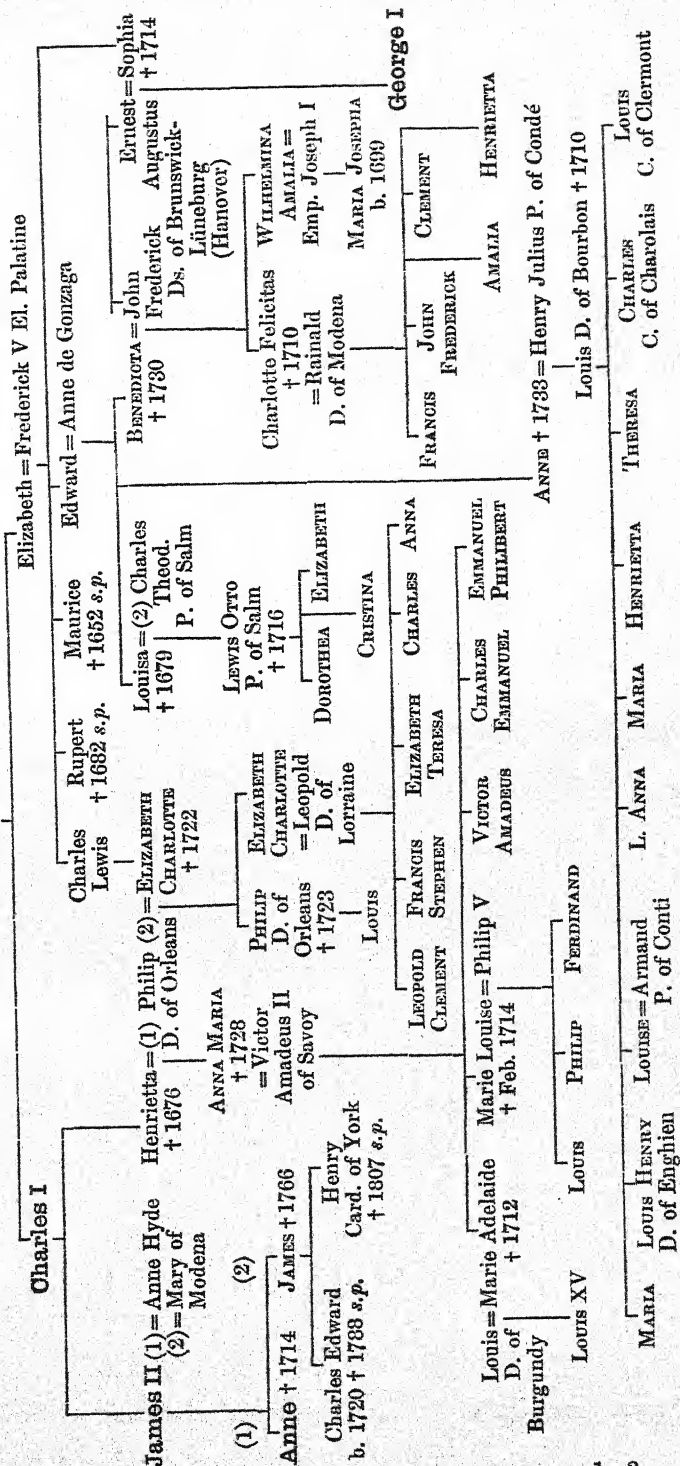 Elizabeth=Frederick V El. Palatine
Charles I
Charles
Lewis
Rupert
†1682 s.p.
Maurice
†1652 s.p.
Edward=Anne de Gonzaga
Ernest=Sophia
Augustus †1714
James II (1)=Anne Hyde
(2)=Mary of
Modena
Henrietta=(1) Philip (2)=ELIZABETH
†1676 D. of Orleans CHARLOTTE
†1722
Louisa=(2) Charles
†1679 Theod.
P. of Salm
BENEDICTA=John
†1730 Frederick
Ds. of Brunswick-
Lüneburg
(Hanover)
George I
(1) (2)
Anne †1714 JAMES †1766
ANNA MARIA
†1728
=Victor
Amadeus II
of Savoy
PHILIP
D. of
Orleans
†1723
ELIZABETH
CHARLOTTE
=Leopold
D. of
Lorraine
LEWIS OTTO
P. of Salm
†1716
Charlotte Felicitas
†1710
=Rainald
D. of Modena
WILHELMINA
AMALIA=
Emp. Joseph I
MARIA JOSEPHA
b. 1699
Charles Edward
b. 1720 †1788 s.p.
Henry
Card. of York
†1807 s.p.
LOUIS
DOROTHEA ELIZABETH
CRISTINA
LEOPOLD
CLEMENT
FRANCIS
STEPHEN
ELIZABETH
TERESA
CHARLES
ANNA
FRANCIS
JOHN
FREDERICK
CLEMENT
AMALIA
HENRIETTA
Louis=Marie Adelaide
D. of †1712
Burgundy
LOUIS XV
Marie Louise=Philip V
†Feb. 1714
VICTOR
AMADEUS
CHARLES
EMMANUEL
EMMANUEL
PHILIBERT
LOUIS
PHILIP
FERDINAND
ANNE †1733=Henry Julius P. of Condé
Louis D. of Bourbon †1710
MARIA
LOUIS HENRY
D. of Enghien
LOUISE=Armand
P. of Conti
L. ANNA
MARIA
HENRIETTA
THERESA
CHARLES
C. of Charolais
LOUIS
C. of Clermont